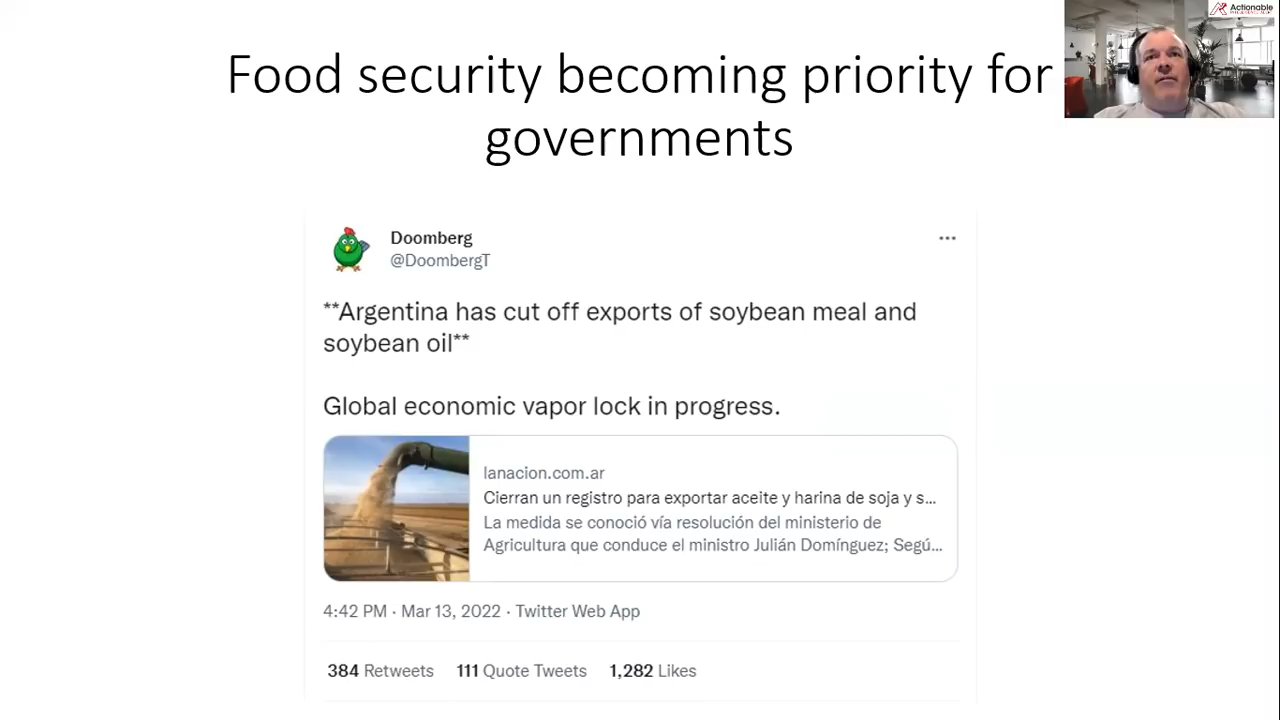 Actionable
Food security becoming priority for
governments
Doomberg
@DoombergT
**Argentina has cut off exports of soybean meal and
soybean oil**
Global economic vapor lock in progress.
lanacion.com.ar
Cierran un registro para exportar aceite y harina de soja y s...
La medida se conoció vía resolución del ministerio de
Agricultura que conduce el ministro Julián Domínguez; Segú...
4:42 PM · Mar 13, 2022 · Twitter Web App
384 Retweets 111 Quote Tweets 1,282 Likes